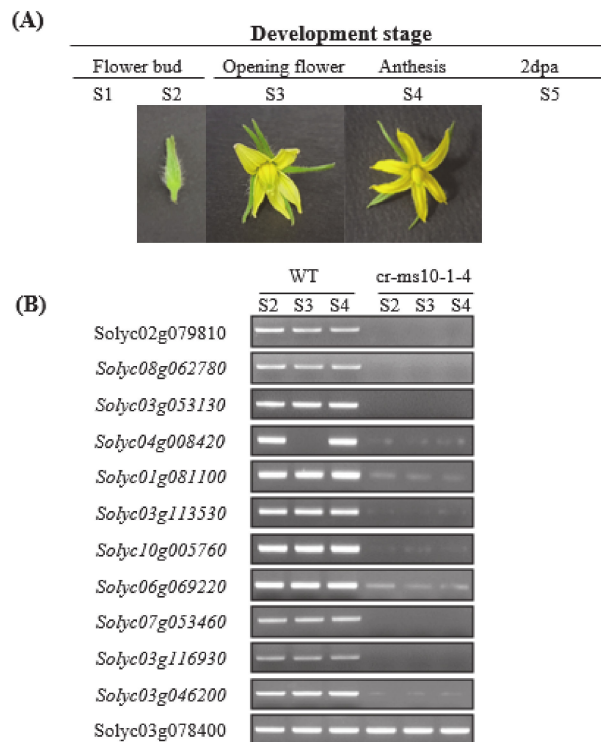 (A)
Development stage
Flower bud Opening flower Anthesis 2dpa
S1 S2 S3 S4 S5
(B)
WT cr-ms10-1-4
S2 S3 S4 S2 S3 S4
Solyc02g079810
Solyc08g062780
Solyc03g053130
Solyc04g008420
Solyc01g081100
Solyc03g113530
Solyc10g005760
Solyc06g069220
Solyc07g053460
Solyc03g116930
Solyc03g046200
Solyc03g078400